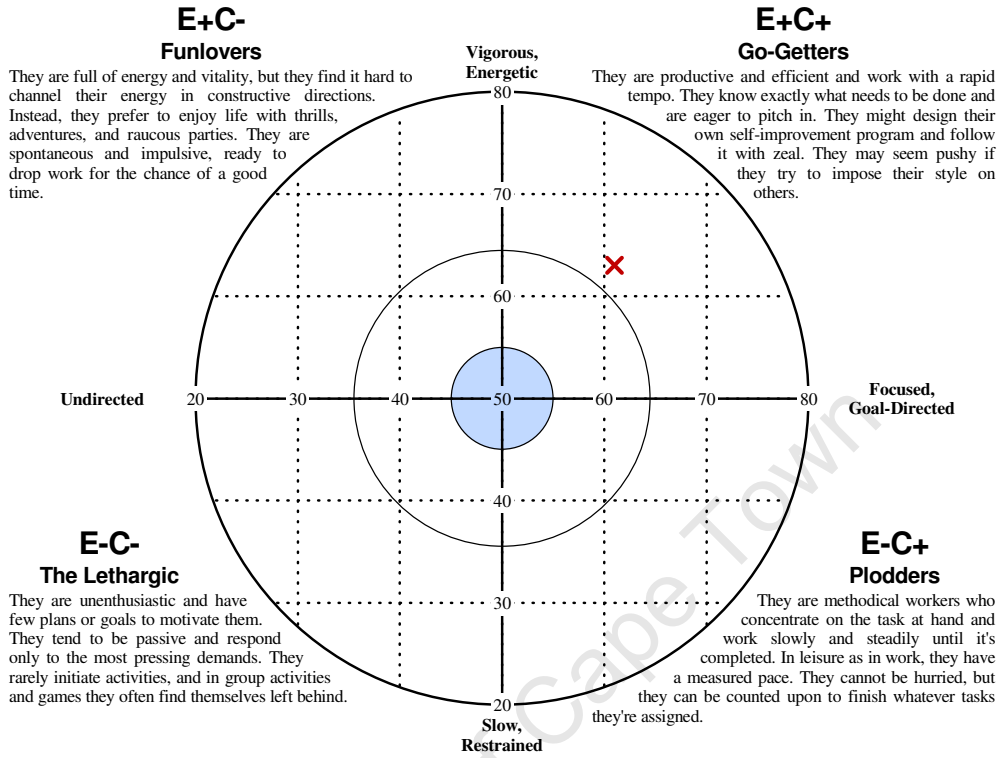 E+C-
Funlovers
They are full of energy and vitality, but they find it hard to
channel their energy in constructive directions.
Instead, they prefer to enjoy life with thrills,
adventures, and raucous parties. They are
spontaneous and impulsive, ready to
drop work for the chance of a good
time.
Vigorous,
Energetic
E+C+
Go-Getters
They are productive and efficient and work with a rapid
tempo. They know exactly what needs to be done and
are eager to pitch in. They might design their
own self-improvement program and follow
it with zeal. They may seem pushy if
they try to impose their style on
others.
80
70
60
Undirected
20 30 40 50 60 70 80
Focused,
Goal-Directed
40
30
20
Slow,
Restrained
E-C-
The Lethargic
They are unenthusiastic and have
few plans or goals to motivate them.
They tend to be passive and respond
only to the most pressing demands. They
rarely initiate activities, and in group activities
and games they often find themselves left behind.
E-C+
Plodders
They are methodical workers who
concentrate on the task at hand and
work slowly and steadily until it's
completed. In leisure as in work, they have
a measured pace. They cannot be hurried, but
they can be counted upon to finish whatever tasks
they're assigned.
Cape Town